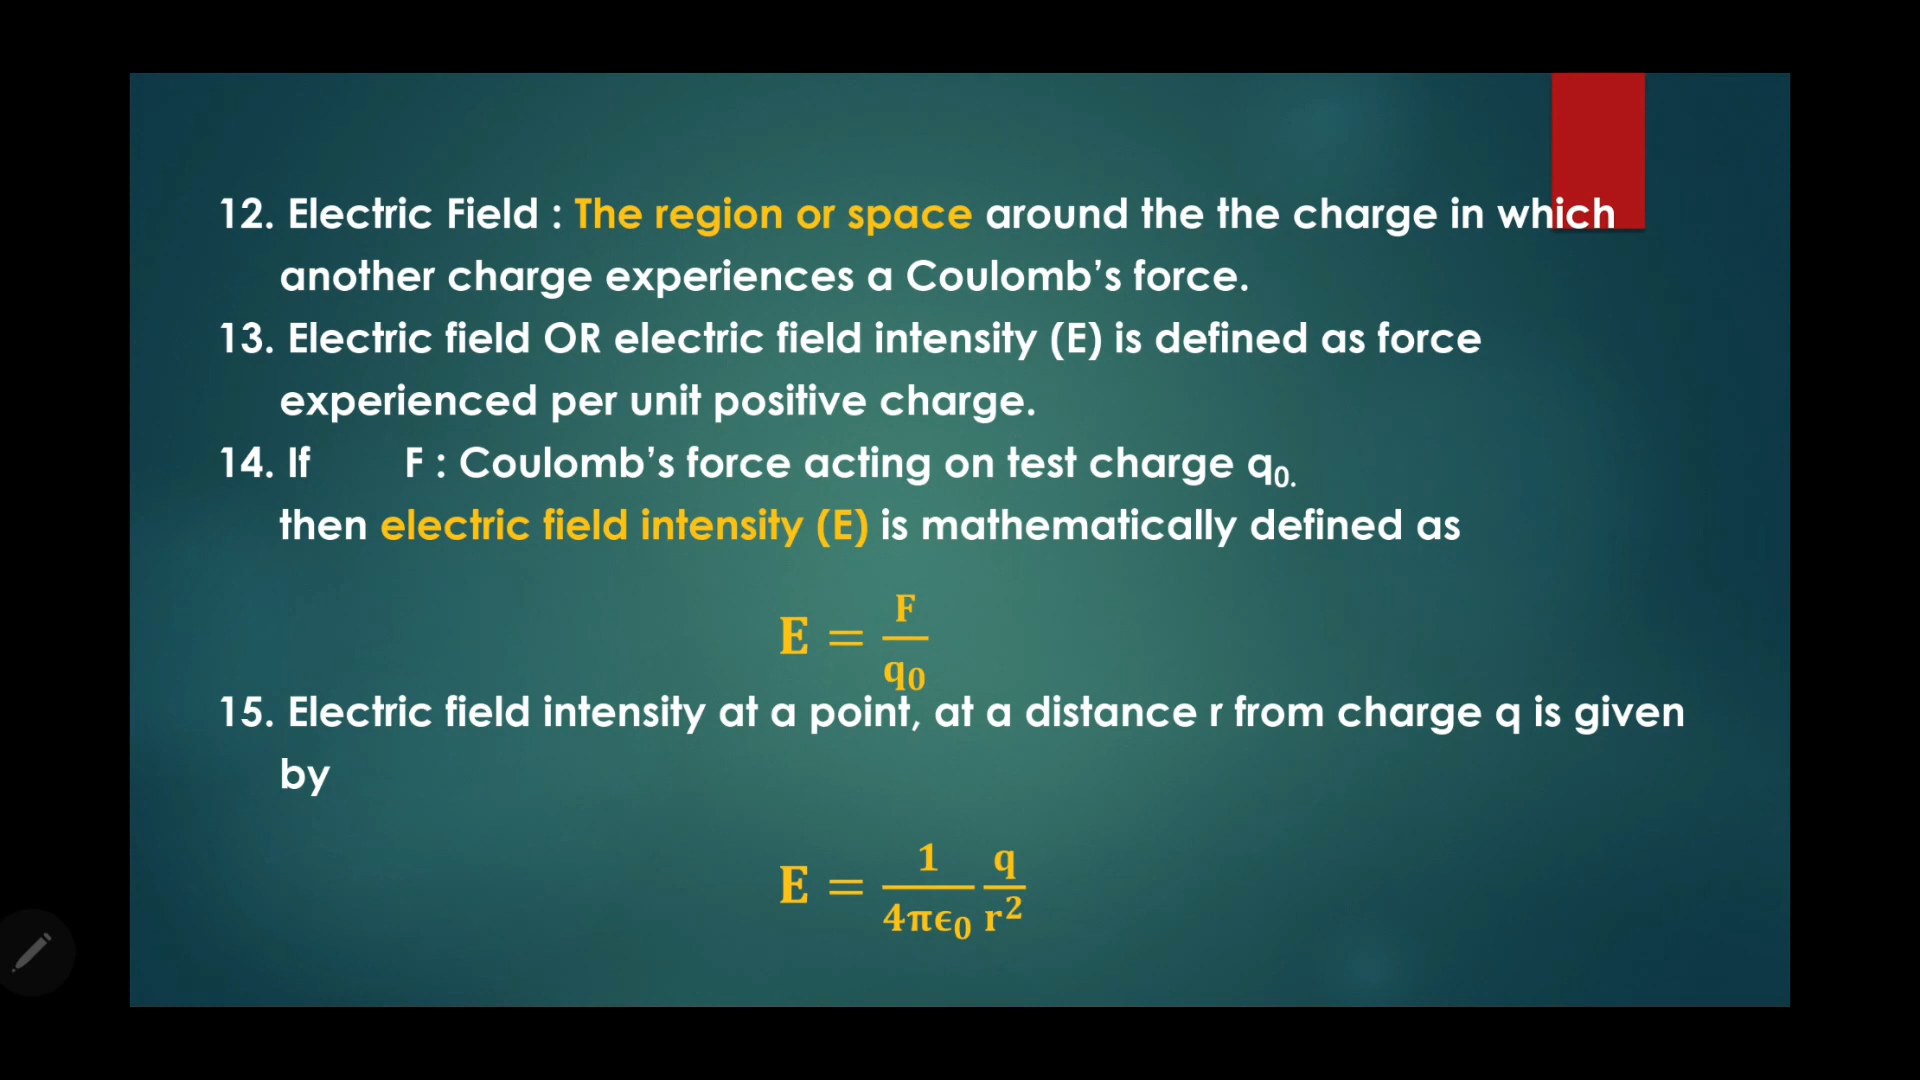 12. Electric Field : The region or space around the the charge in which
another charge experiences a Coulomb’s force.
13. Electric field OR electric field intensity (E) is defined as force
experienced per unit positive charge.
14. If F : Coulomb’s force acting on test charge q₀.
then electric field intensity (E) is mathematically defined as
E = F/q₀
15. Electric field intensity at a point, at a distance r from charge q is given
by
E = 1/4πϵ₀ q/r²